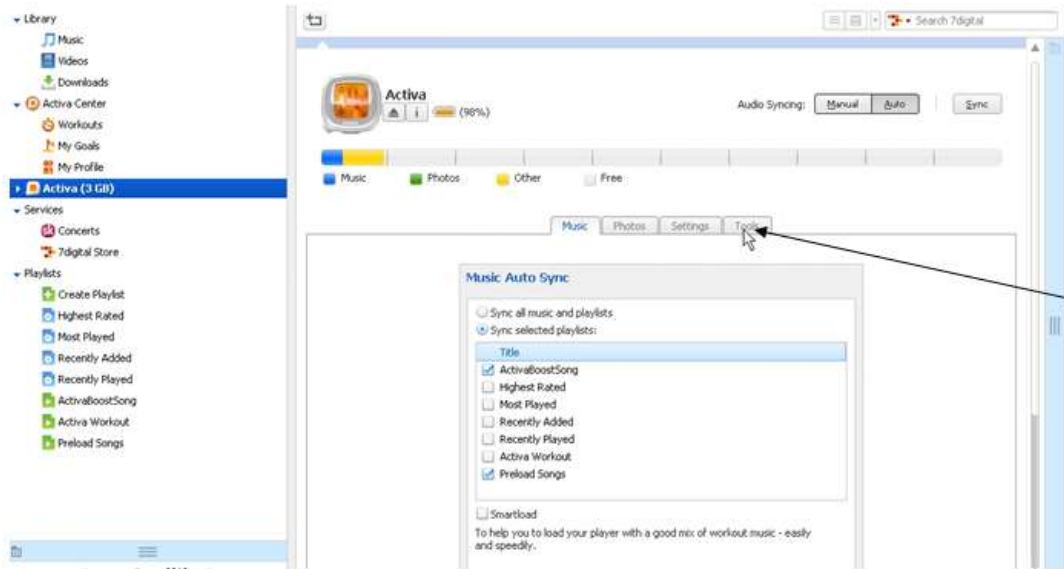 Library
Music
Videos
Downloads
Activa Center
Workouts
My Goals
My Profile
Activa (3 GB)
Services
Concerts
7digital Store
Playlists
Create Playlist
Highest Rated
Most Played
Recently Added
Recently Played
ActivaBoostSong
Activa Workout
Preload Songs
Search 7digital
Activa
(98%)
Audio Syncing: Manual Auto Sync
Music Photos Other Free
Music Photos Settings Tools
Music Auto Sync
Sync all music and playlists
Sync selected playlists:
Title
ActivaBoostSong
Highest Rated
Most Played
Recently Added
Recently Played
Activa Workout
Preload Songs
Smartload
To help you to load your player with a good mix of workout music - easily
and speedily.